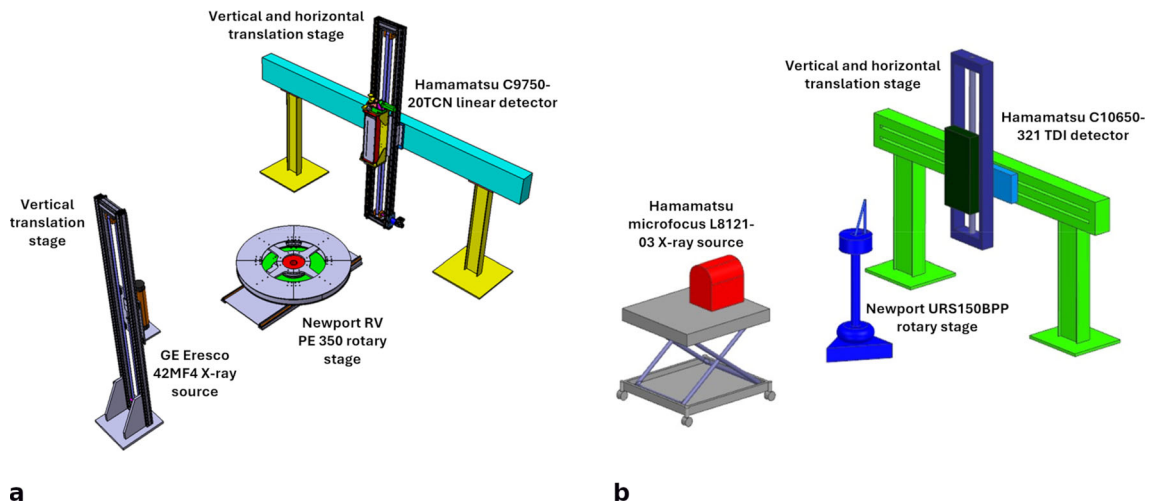 Vertical and horizontal
translation stage
Hamamatsu C9750-
20TCN linear detector
Vertical
translation
stage
Newport RV
PE 350 rotary
stage
GE Eresco
42MF4 X-ray
source
a
Vertical and horizontal
translation stage
Hamamatsu C10650-
321 TDI detector
Hamamatsu
microfocus L8121-
03 X-ray source
Newport URS150BPP
rotary stage
b